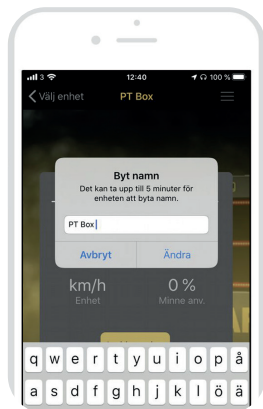 3 12:40 100 %
Välj enhet PT Box
Byt namn
Det kan ta upp till 5 minuter för
enheten att byta namn.
PT Box
Avbryt Ändra
km/h 0 %
Enhet Minne anv.
q w e r t y u i o p å
a s d f g h j k l ö ä